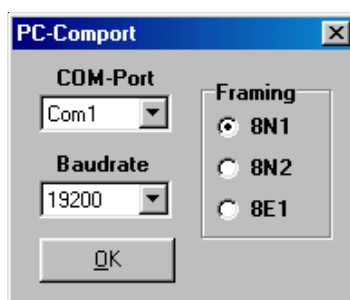 PC-Comport
COM-Port
Com1
Baudrate
19200
OK
Framing
8N1
8N2
8E1